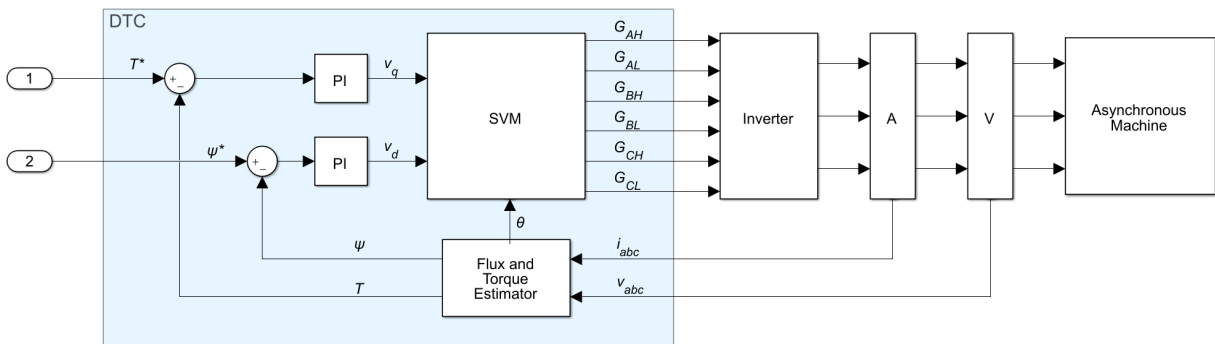 DTC
1
T*
+
−
PI
v_q
SVM
G_AH
G_AL
G_BH
G_BL
G_CH
G_CL
Inverter
A
V
Asynchronous
Machine
2
ψ*
+
−
PI
v_d
θ
ψ
T
Flux and
Torque
Estimator
i_abc
v_abc